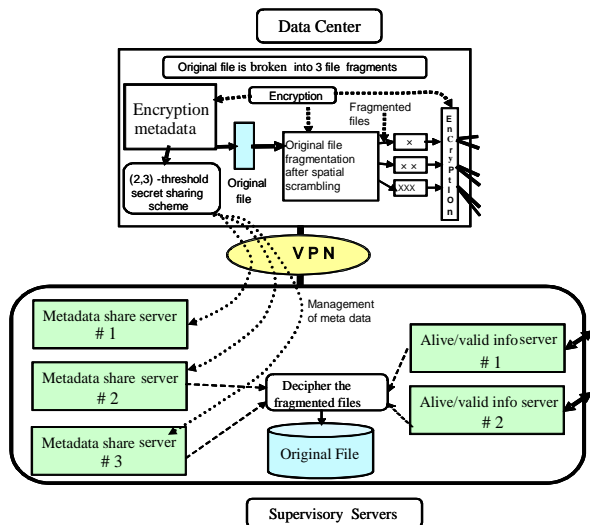 Data Center
Original file is broken into 3 file fragments
Encryption
metadata
Encryption
Fragmented
files
EnCryPtIOn
Original file
fragmentation
after spatial
scrambling
×
× ×
XXX
Original
file
(2,3) -threshold
secret sharing
scheme
VPN
Management
of meta data
Metadata share server
# 1
Metadata share server
# 2
Metadata share server
# 3
Alive/valid info server
# 1
Alive/valid info server
# 2
Decipher the
fragmented files
Original File
Supervisory Servers